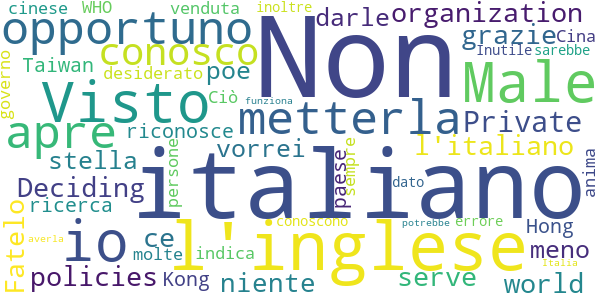 cinese WHO venduta inoltre
opportuno Non darle organization
conosco grazie Cina
Inutile sarebbe
governo Taiwan desiderato poe Male
Visto Ciò funziona metterla Private
apre riconosce
stella vorrei l'italiano
Deciding persone italiano paese sempre dato anima
ricerca
Fatelo io ce l'inglese conoscono potrebbe errore Hong
molte indica meno
averla Italia
policies Kong niente serve world